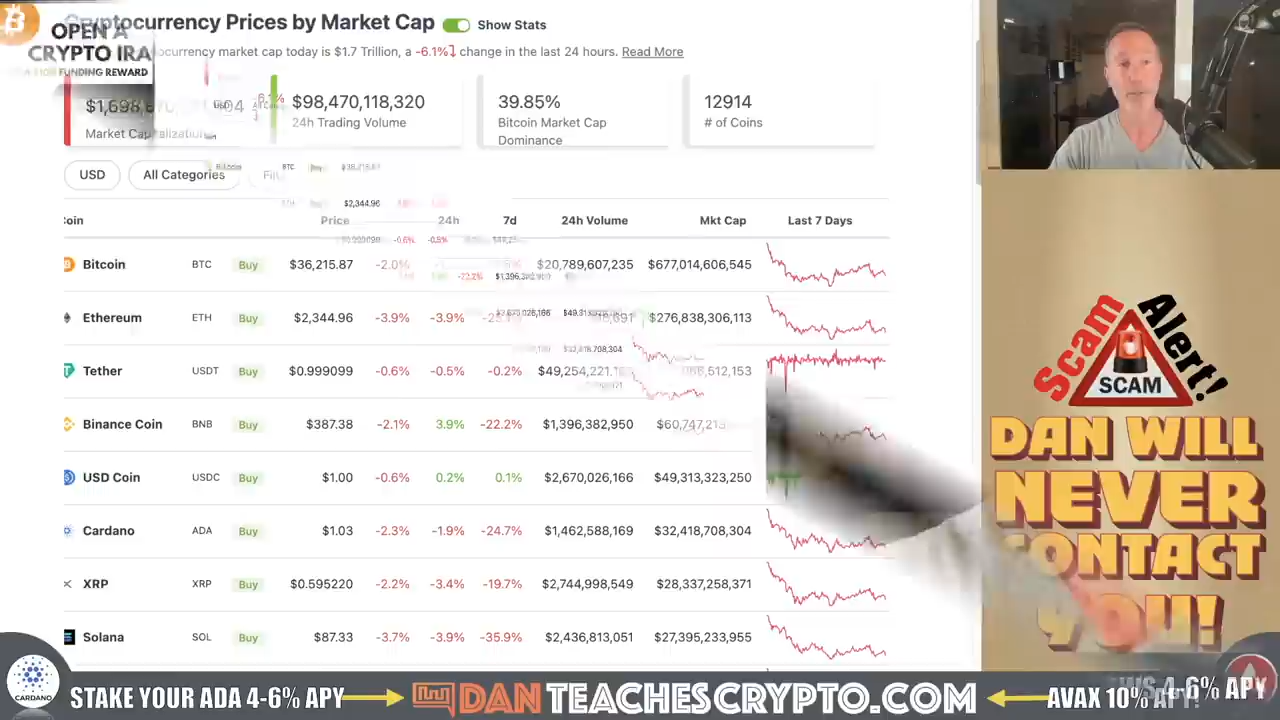 Cryptocurrency Prices by Market Cap Show Stats
OPEN A
CRYPTO IRA
FUNDING REWARD
market cap today is $1.7 Trillion, a -6.1% change in the last 24 hours. Read More
$98,470,118,320
24h Trading Volume
39.85%
Bitcoin Market Cap
Dominance
12914
# of Coins
Market Capitalization
USD
All Categories
Coin Price 24h 7d 24h Volume Mkt Cap Last 7 Days
Bitcoin BTC Buy $36,215.87 -2.0% $20,789,607,235 $677,014,606,545
Ethereum ETH Buy $2,344.96 -3.9% -3.9% $276,838,306,113
Tether USDT Buy $0.999099 -0.6% -0.5% -0.2%
Binance Coin BNB Buy $387.38 -2.1% 3.9% -22.2% $1,396,382,950
USD Coin USDC Buy $1.00 -0.6% 0.2% 0.1% $2,670,026,166 $49,313,323,250
Cardano ADA Buy $1.03 -2.3% -1.9% -24.7% $1,462,588,169 $32,418,708,304
XRP XRP Buy $0.595220 -2.2% -3.4% -19.7% $2,744,998,549 $28,337,258,371
Solana SOL Buy $87.33 -3.7% -3.9% -35.9% $2,436,813,051 $27,395,233,955
Scam Alert!
SCAM
DAN WILL
NEVER
CONTACT
YOU!
CARDANO
STAKE YOUR ADA 4-6% APY DANTEACHESCRYPTO.COM AVAX 10%
4-6% APY